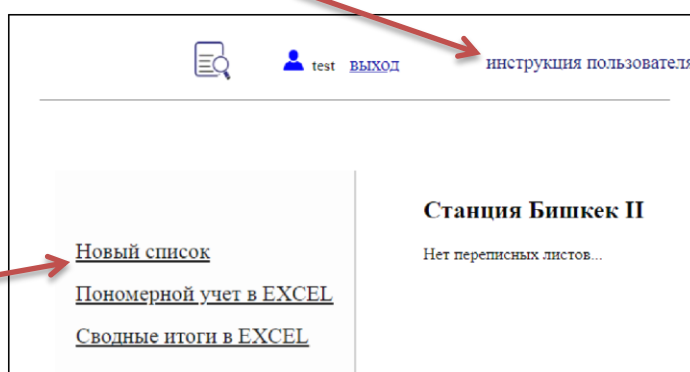 test выход инструкция пользователя
Новый список
Пономерной учет в EXCEL
Сводные итоги в EXCEL
Станция Бишкек II
Нет переписных листов...